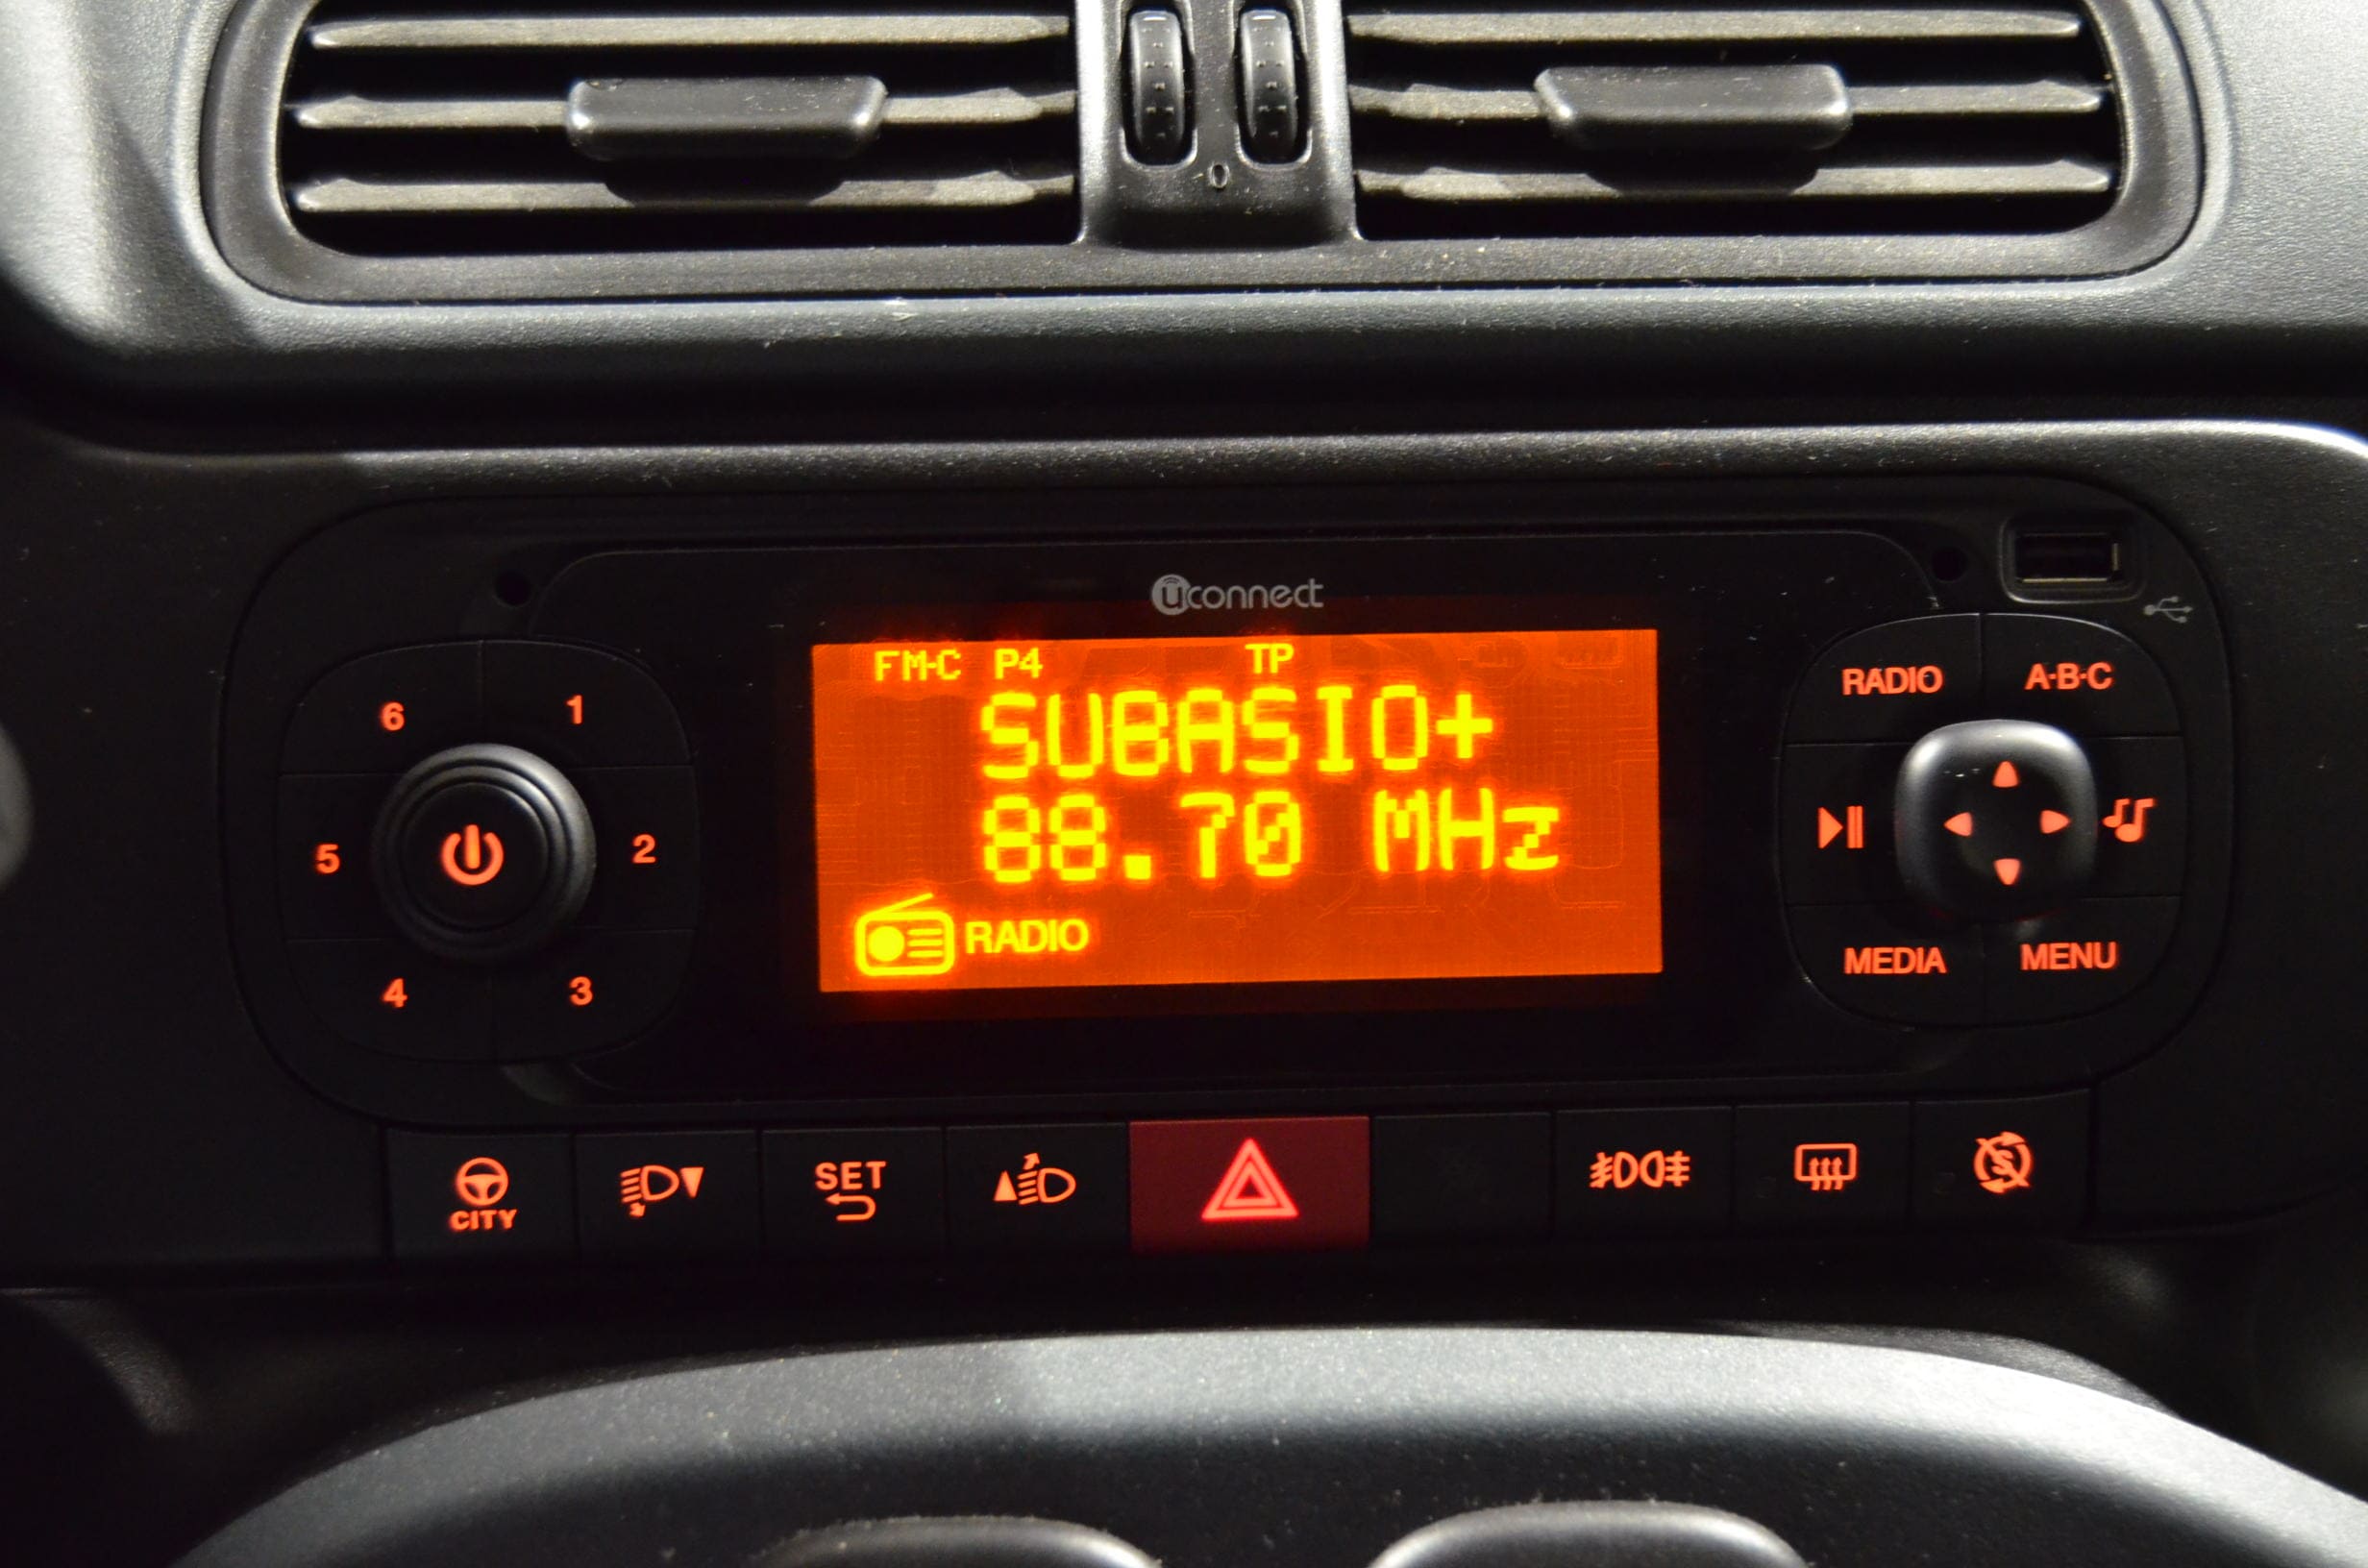 uconnect
FM-C P4 TP
SUBASIO+
88.70 MHz
RADIO
6 1
5 2
4 3
RADIO A·B·C
MEDIA MENU
CITY
SET